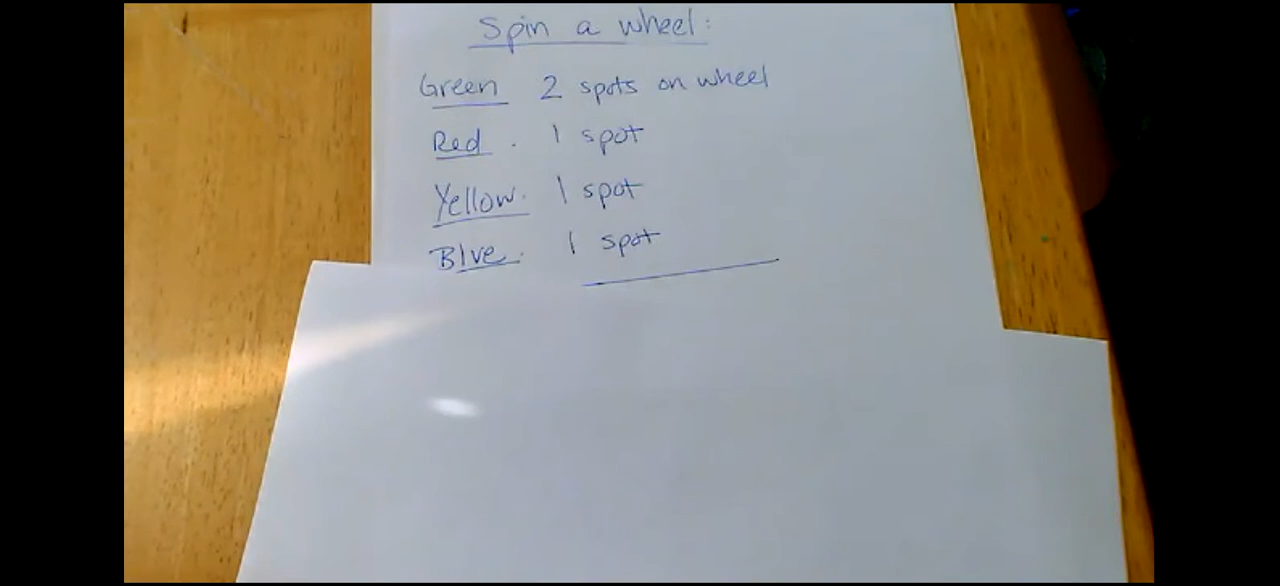 Spin a wheel:
Green 2 spots on wheel
Red. 1 spot
Yellow. 1 spot
Blue. 1 spot